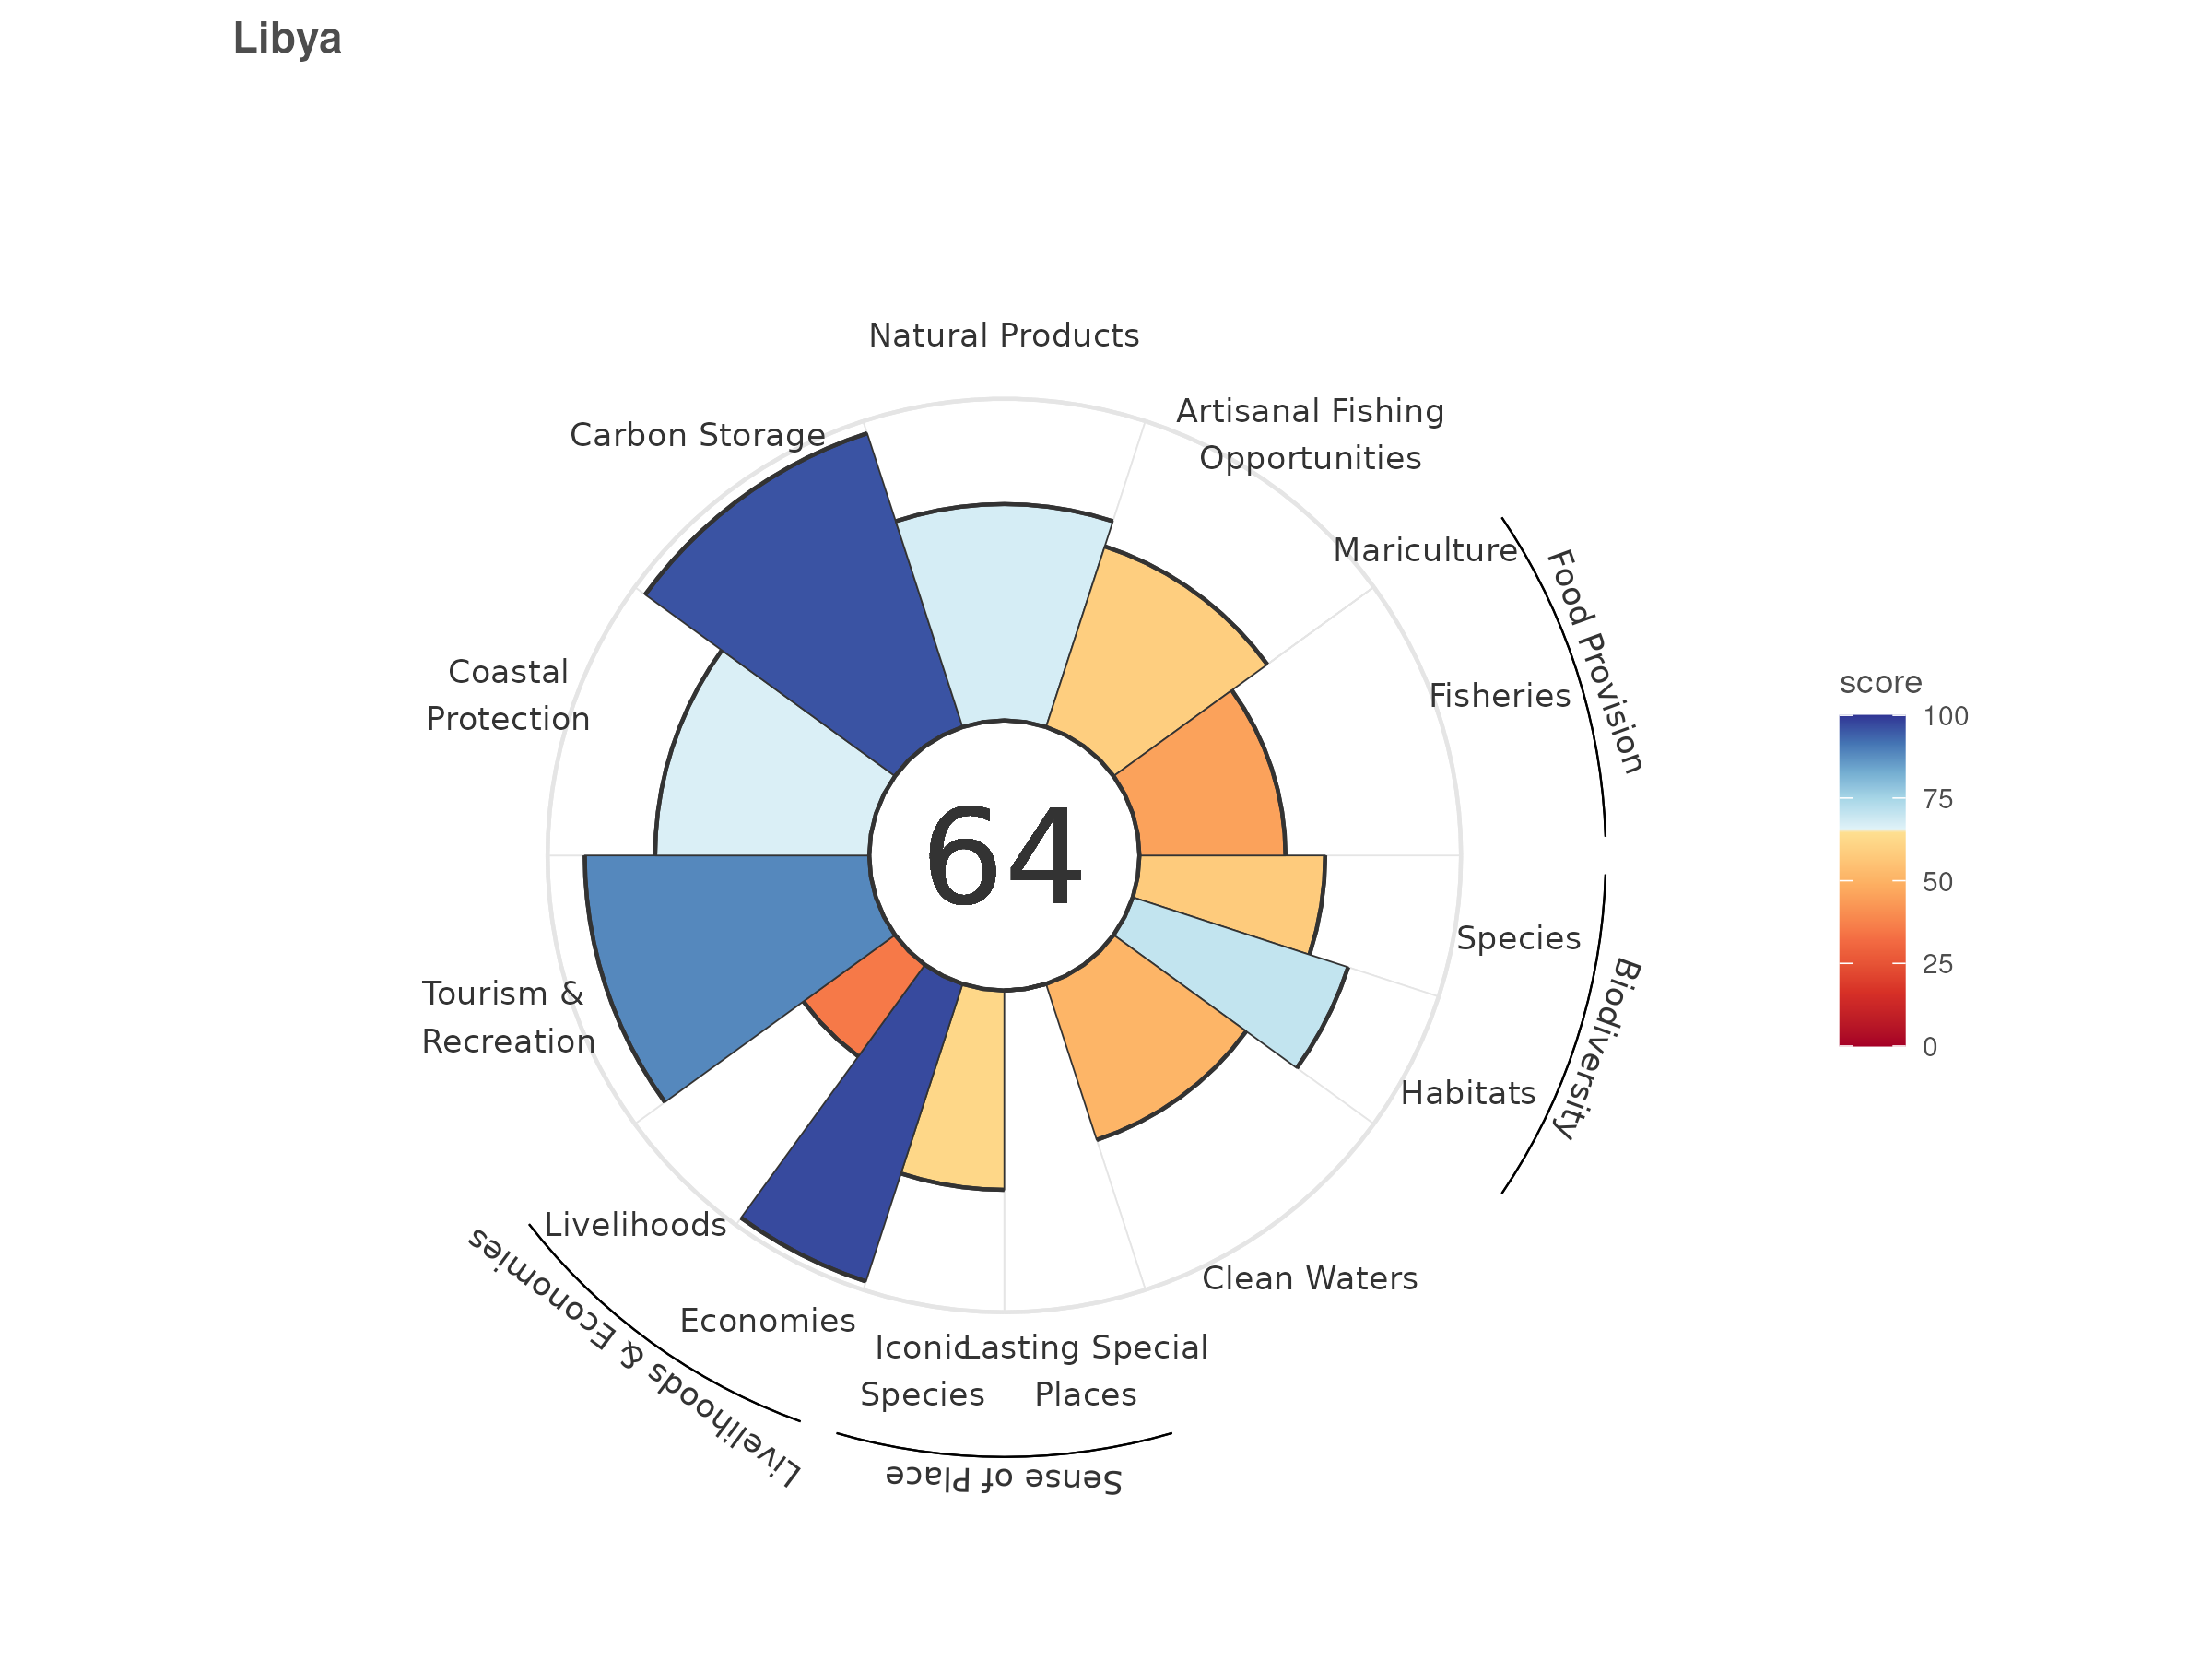 Libya
Natural Products
Artisanal Fishing
Opportunities
Carbon Storage
Mariculture
Food Provision
Fisheries
Coastal
Protection
64
score
100
75
50
25
0
Species
Biodiversity
Habitats
Tourism &
Recreation
Livelihoods
Livelihoods & Economies
Economies
Clean Waters
Iconic
Species
Lasting Special
Places
Sense of Place